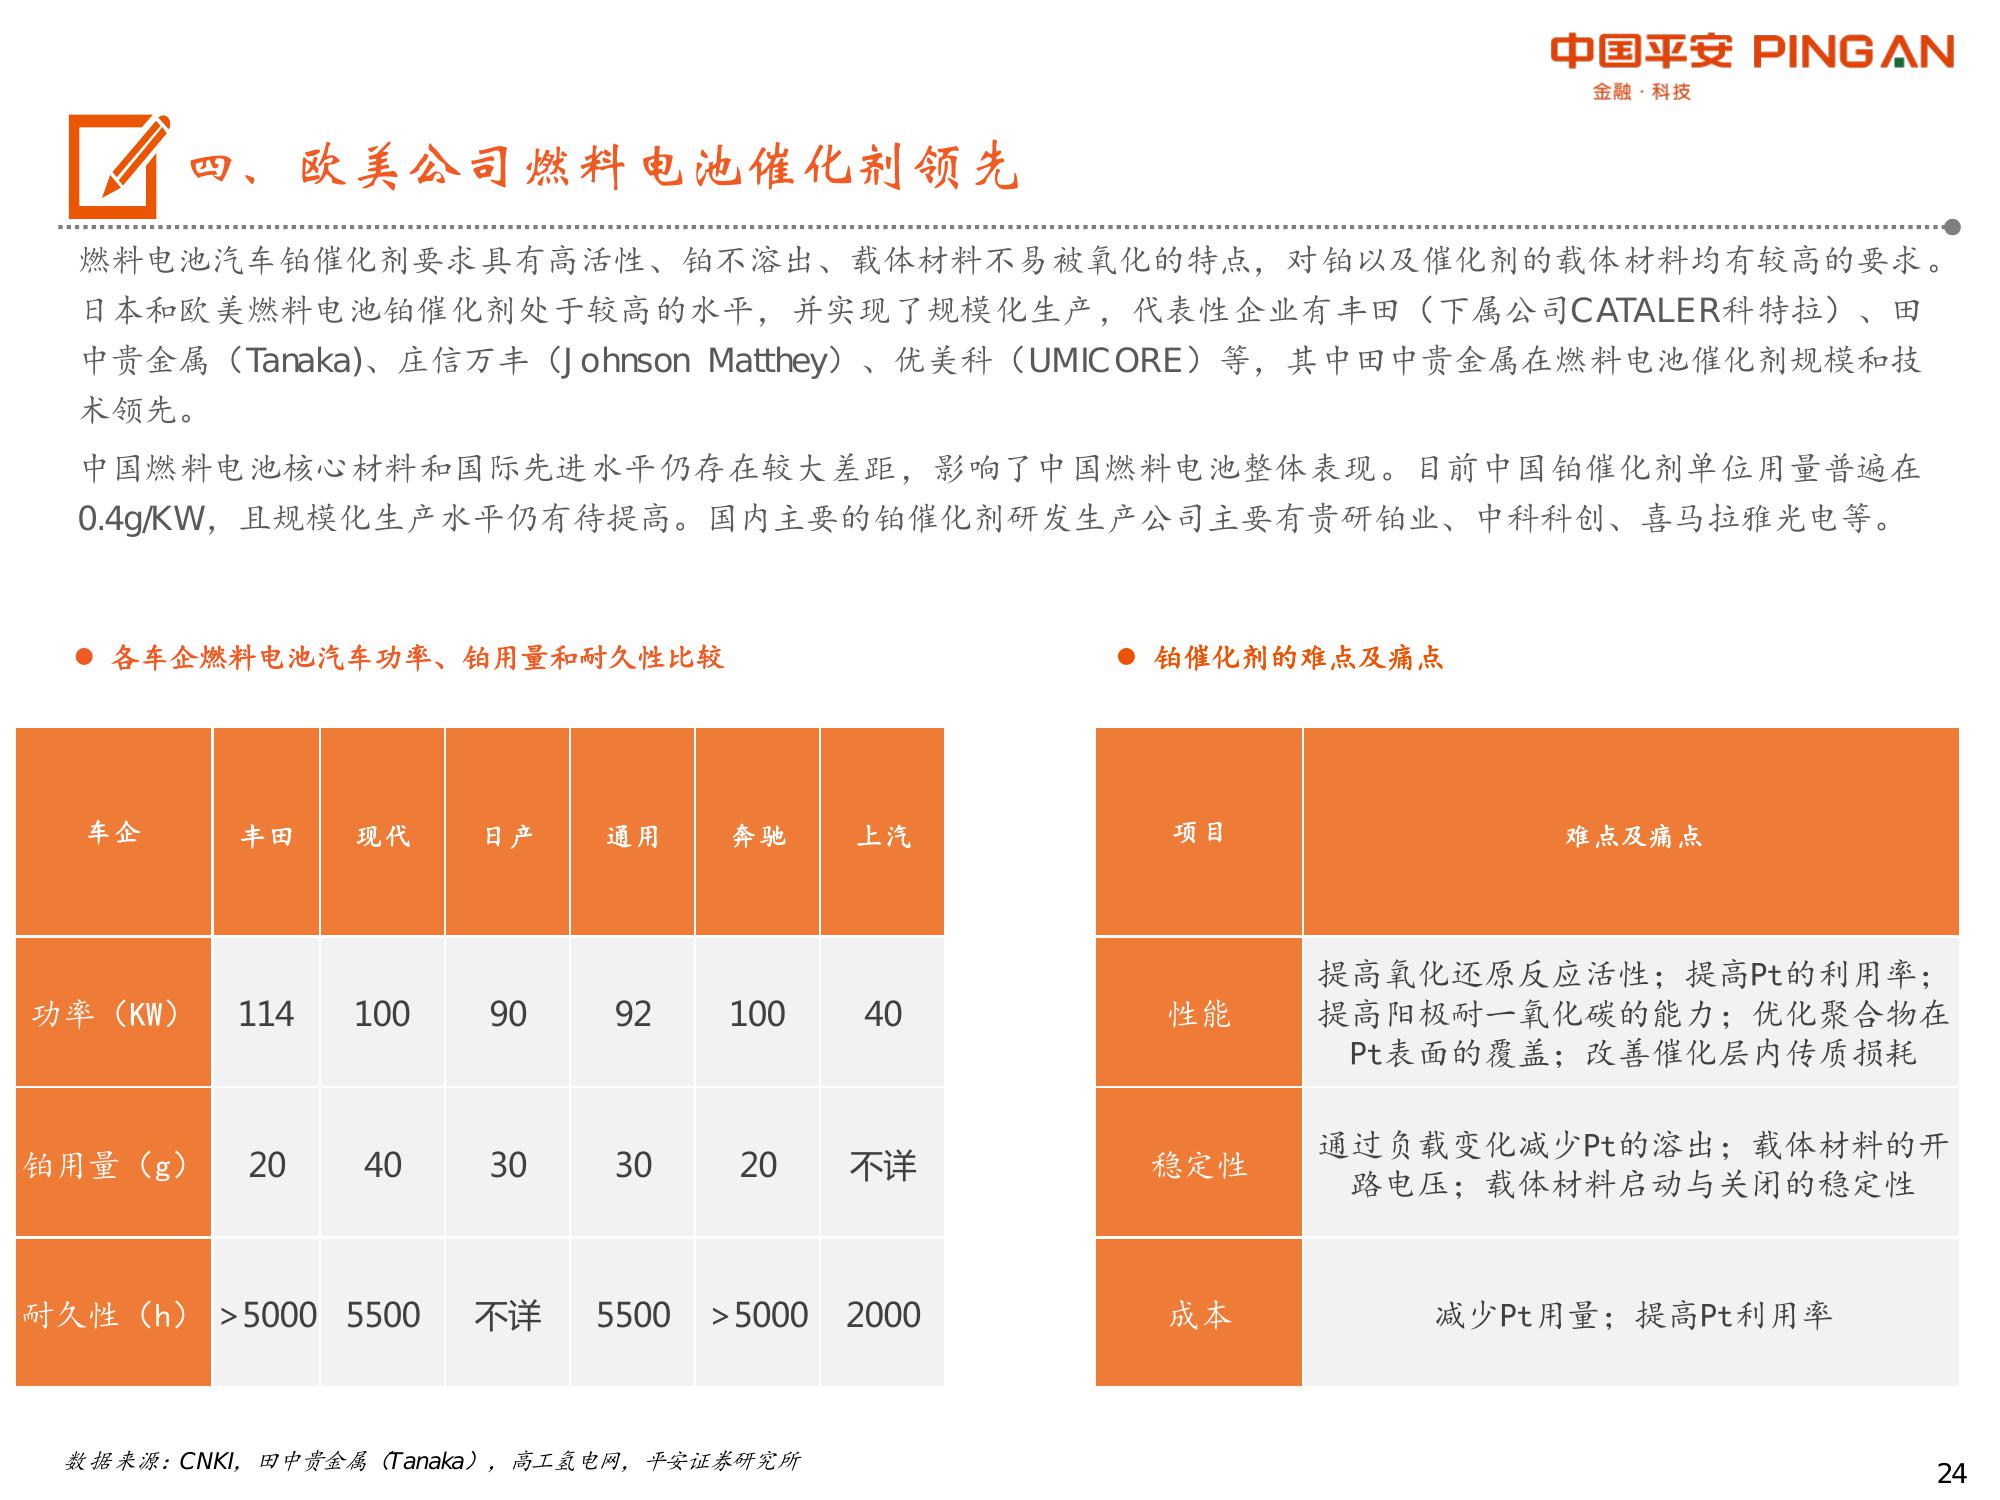 中国平安 PING AN
金融·科技
四、欧美公司燃料电池催化剂领先
燃料电池汽车铂催化剂要求具有高活性、铂不溶出、载体材料不易被氧化的特点，对铂以及催化剂的载体材料均有较高的要求。
日本和欧美燃料电池铂催化剂处于较高的水平，并实现了规模化生产，代表性企业有丰田（下属公司CATALER科特拉）、田
中贵金属（Tanaka)、庄信万丰（Johnson Matthey）、优美科（UMICORE）等，其中田中贵金属在燃料电池催化剂规模和技
术领先。
中国燃料电池核心材料和国际先进水平仍存在较大差距，影响了中国燃料电池整体表现。目前中国铂催化剂单位用量普遍在
0.4g/KW，且规模化生产水平仍有待提高。国内主要的铂催化剂研发生产公司主要有贵研铂业、中科科创、喜马拉雅光电等。
● 各车企燃料电池汽车功率、铂用量和耐久性比较
车企 丰田 现代 日产 通用 奔驰 上汽
功率（KW） 114 100 90 92 100 40
铂用量（g） 20 40 30 30 20 不详
耐久性（h） >5000 5500 不详 5500 >5000 2000
● 铂催化剂的难点及痛点
项目 难点及痛点
性能 提高氧化还原反应活性；提高Pt的利用率；
提高阳极耐一氧化碳的能力；优化聚合物在
Pt表面的覆盖；改善催化层内传质损耗
稳定性 通过负载变化减少Pt的溶出；载体材料的开
路电压；载体材料启动与关闭的稳定性
成本 减少Pt用量；提高Pt利用率
数据来源：CNKI，田中贵金属（Tanaka），高工氢电网，平安证券研究所
24